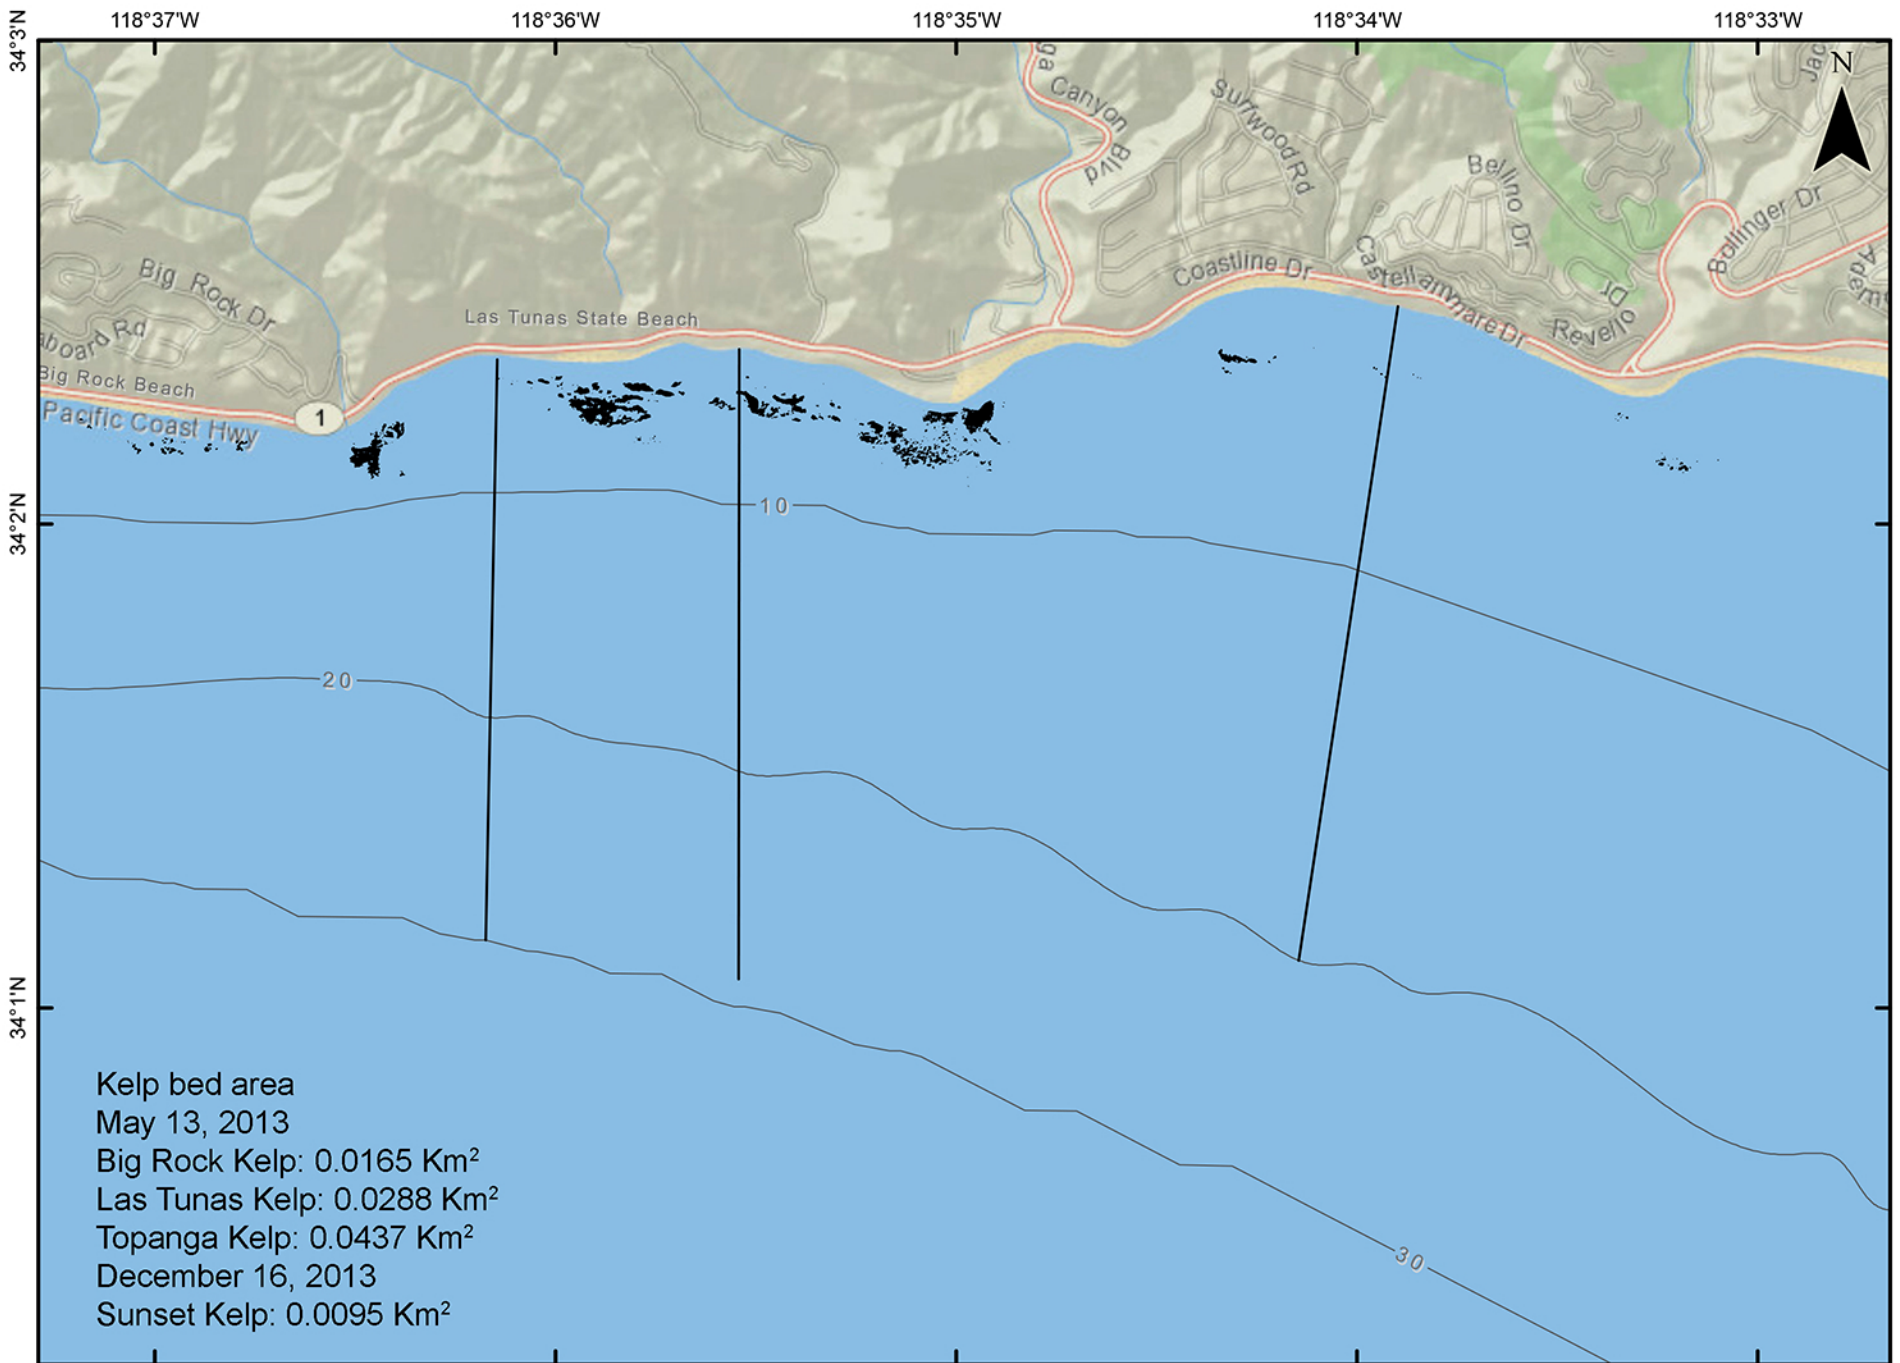 118°37'W
118°36'W
118°35'W
118°34'W
118°33'W
34°3'N
34°2'N
34°1'N
N
Canyon Blvd
Surfwood Rd
Bellino Dr
Bollinger Dr
Big Rock Dr
Coastline Dr
Castellammare Dr
Revello Dr
Las Tunas State Beach
Big Rock Beach
Pacific Coast Hwy
1
10
20
30
Kelp bed area
May 13, 2013
Big Rock Kelp: 0.0165 Km²
Las Tunas Kelp: 0.0288 Km²
Topanga Kelp: 0.0437 Km²
December 16, 2013
Sunset Kelp: 0.0095 Km²